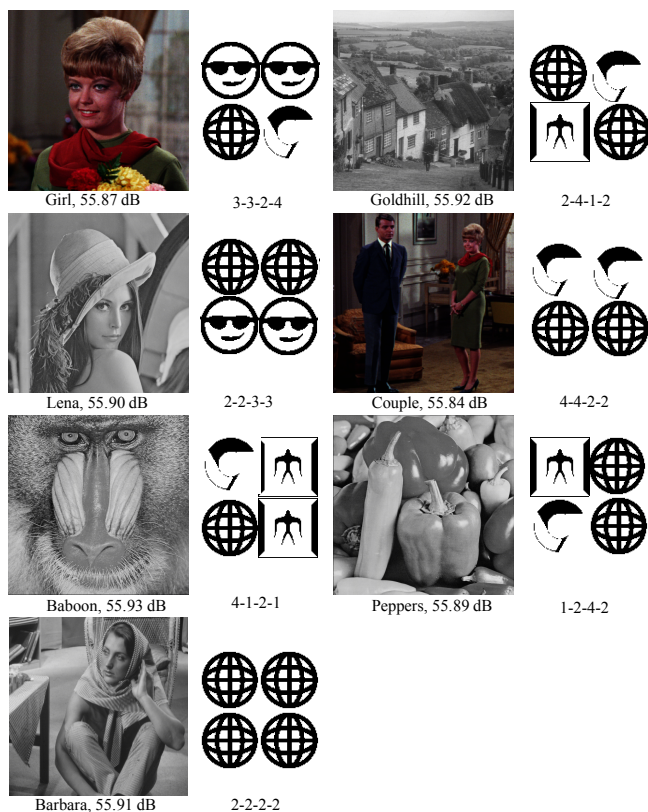 Girl, 55.87 dB
3-3-2-4
Goldhill, 55.92 dB
2-4-1-2
Lena, 55.90 dB
2-2-3-3
Couple, 55.84 dB
4-4-2-2
Baboon, 55.93 dB
4-1-2-1
Peppers, 55.89 dB
1-2-4-2
Barbara, 55.91 dB
2-2-2-2